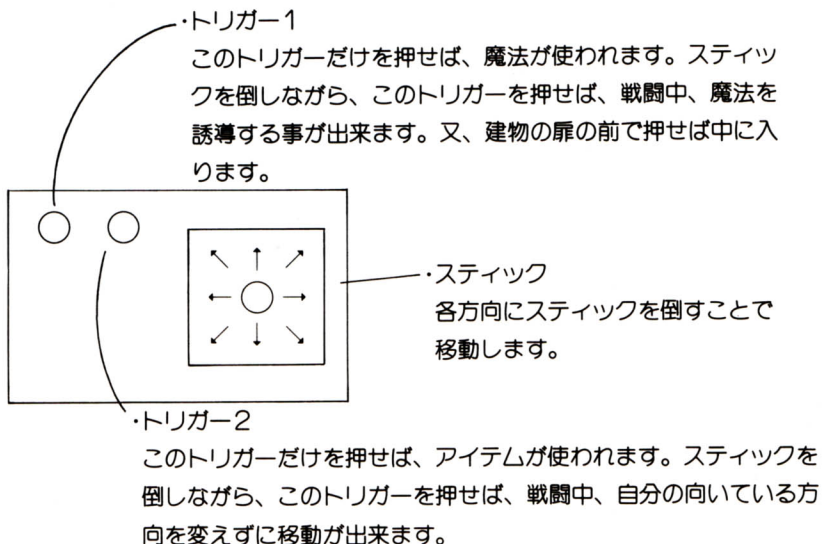 ・トリガー1
このトリガーだけを押せば、魔法が使われます。スティッ
クを倒しながら、このトリガーを押せば、戦闘中、魔法を
誘導する事が出来ます。又、建物の扉の前で押せば中に入
ります。
・スティック
各方向にスティックを倒すことで
移動します。
・トリガー2
このトリガーだけを押せば、アイテムが使われます。スティックを
倒しながら、このトリガーを押せば、戦闘中、自分の向いている方
向を変えずに移動が出来ます。